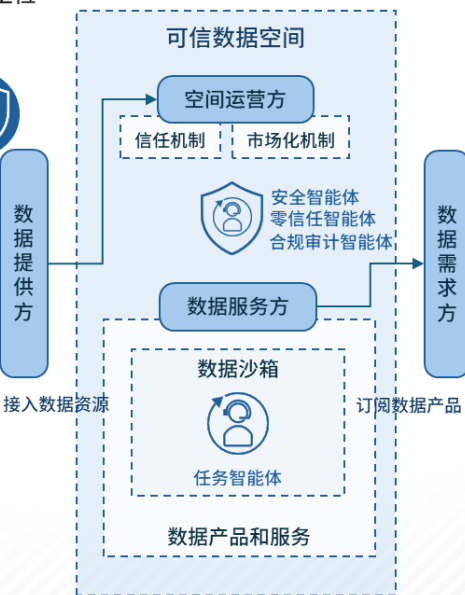 可信数据空间
空间运营方
信任机制
市场化机制
安全智能体
零信任智能体
合规审计智能体
数据提供方
数据需求方
数据服务方
数据沙箱
接入数据资源
订阅数据产品
任务智能体
数据产品和服务